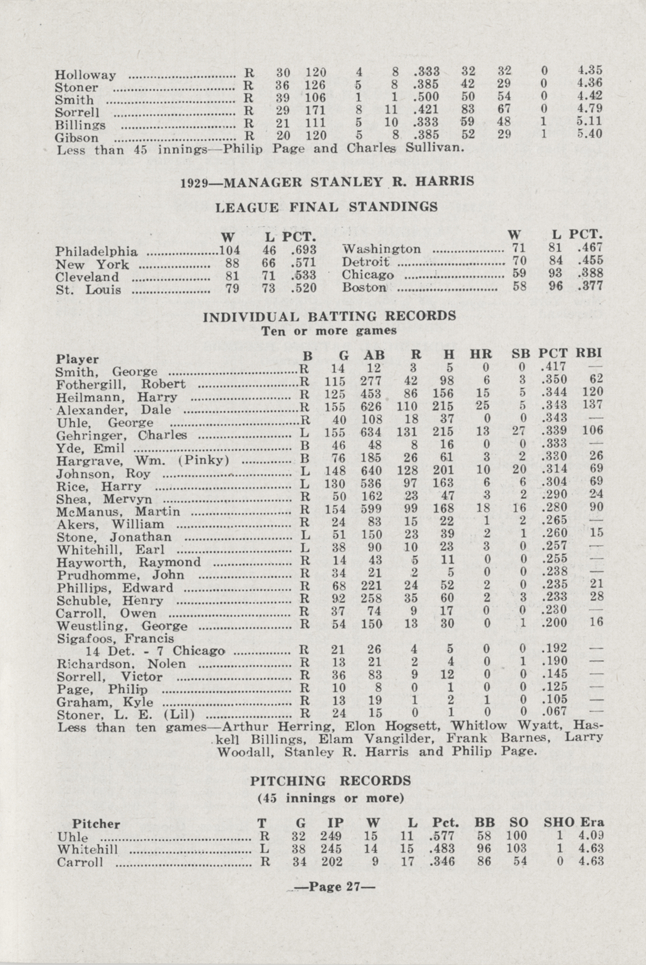 Holloway ............................ R 30 120 4 8 .333 32 32 0 4.35
Stoner ................................ R 36 126 5 8 .385 42 29 0 4.36
Smith ................................. R 39 106 1 1 .500 50 54 0 4.42
Sorrell ................................ R 29 171 8 11 .421 83 67 0 4.79
Billings .............................. R 21 111 5 10 .333 59 48 1 5.11
Gibson ............................... R 20 120 5 8 .385 52 29 1 5.40
Less than 45 innings—Philip Page and Charles Sullivan.
1929—MANAGER STANLEY R. HARRIS
LEAGUE FINAL STANDINGS
W L PCT. W L PCT.
Philadelphia ..................104 46 .693 Washington .................... 71 81 .467
New York .................... 88 66 .571 Detroit ............................. 70 84 .455
Cleveland .................... 81 71 .533 Chicago ........................... 59 93 .388
St. Louis ...................... 79 73 .520 Boston ............................. 58 96 .377
INDIVIDUAL BATTING RECORDS
Ten or more games
Player B G AB R H HR SB PCT RBI
Smith, George ...............................R 14 12 3 5 0 0 .417 —
Fothergill, Robert ......................R 115 277 42 98 6 3 .350 62
Heilmann, Harry ........................R 125 453 86 156 15 5 .344 120
Alexander, Dale ..........................R 155 626 110 215 25 5 .343 137
Uhle, George ...............................R 40 108 18 37 0 0 .343 —
Gehringer, Charles ..................... L 155 634 131 215 13 27 .339 106
Yde, Emil ................................... B 46 48 8 16 0 0 .333 —
Hargrave, Wm. (Pinky) ............. B 76 185 26 61 3 2 .330 26
Johnson, Roy ............................. L 148 640 128 201 10 20 .314 69
Rice, Harry ................................ L 130 536 97 163 6 6 .304 69
Shea, Mervyn ............................ R 50 162 23 47 3 2 .290 24
McManus, Martin ...................... R 154 599 99 168 18 16 .280 90
Akers, William .......................... R 24 83 15 22 1 2 .265 —
Stone, Jonathan ......................... L 51 150 23 39 2 1 .260 15
Whitehill, Earl .......................... L 38 90 10 23 3 0 .257 —
Hayworth, Raymond .................. R 14 43 5 11 0 0 .255 —
Prudhomme, John ...................... R 34 21 2 5 0 0 .238 —
Phillips, Edward ........................ R 68 221 24 52 2 0 .235 21
Schuble, Henry .......................... R 92 258 35 60 2 3 .233 28
Carroll, Owen ............................ R 37 74 9 17 0 0 .230 —
Weustling, George ..................... R 54 150 13 30 0 1 .200 16
Sigafoos, Francis
14 Det. - 7 Chicago ............... R 21 26 4 5 0 0 .192 —
Richardson, Nolen ..................... R 13 21 2 4 0 1 .190 —
Sorrell, Victor ............................ R 36 83 9 12 0 0 .145 —
Page, Philip ............................... R 10 8 0 1 0 0 .125 —
Graham, Kyle ............................ R 13 19 1 2 1 0 .105 —
Stoner, L. E. (Lil) ...................... R 24 15 0 1 0 0 .067 —
Less than ten games—Arthur Herring, Elon Hogsett, Whitlow Wyatt, Has-
kell Billings, Elam Vangilder, Frank Barnes, Larry
Woodall, Stanley R. Harris and Philip Page.
PITCHING RECORDS
(45 innings or more)
Pitcher T G IP W L Pct. BB SO SHO Era
Uhle .................................... R 32 249 15 11 .577 58 100 1 4.09
Whitehill ............................. L 38 245 14 15 .483 96 103 1 4.63
Carroll ................................ R 34 202 9 17 .346 86 54 0 4.63
—Page 27—